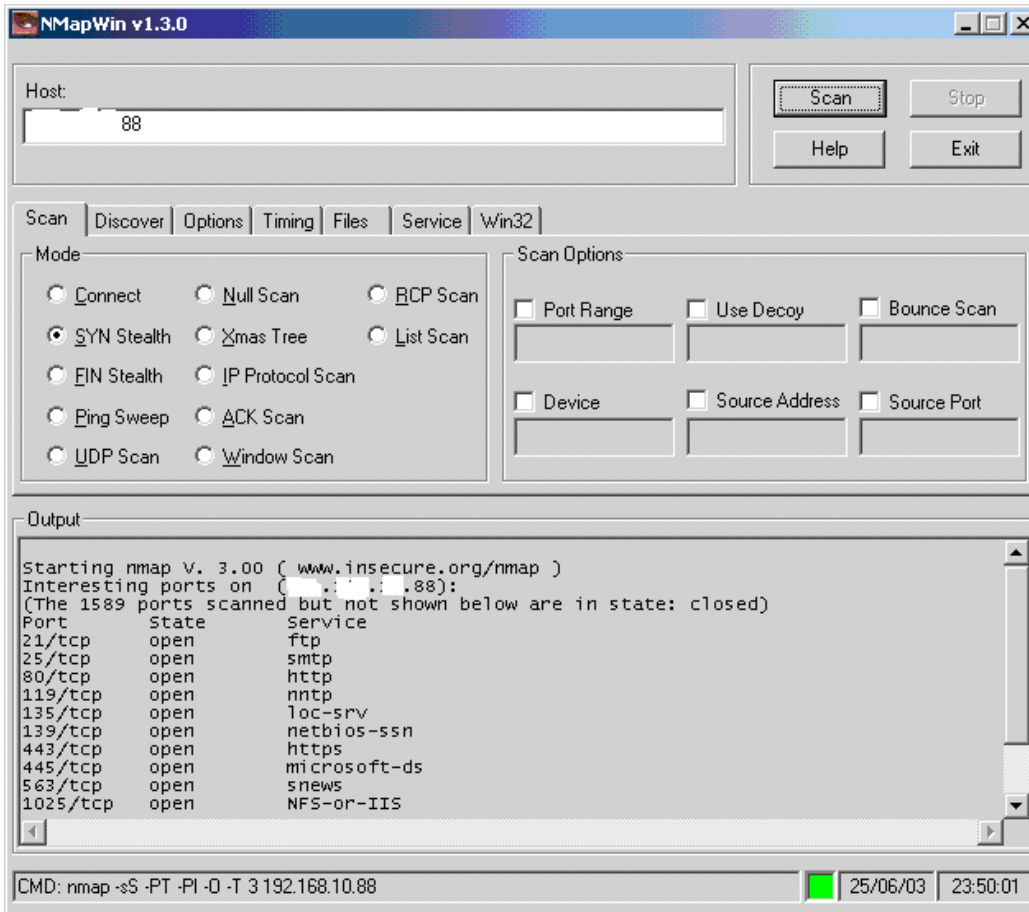 NMapWin v1.3.0
Host:
88
Scan
Stop
Help
Exit
Scan Discover Options Timing Files Service Win32
Mode
Connect Null Scan RCP Scan
SYN Stealth Xmas Tree List Scan
FIN Stealth IP Protocol Scan
Ping Sweep ACK Scan
UDP Scan Window Scan
Scan Options
Port Range Use Decoy Bounce Scan
Device Source Address Source Port
Output
Starting nmap V. 3.00 ( www.insecure.org/nmap )
Interesting ports on ( . . .88):
(The 1589 ports scanned but not shown below are in state: closed)
Port State Service
21/tcp open ftp
25/tcp open smtp
80/tcp open http
119/tcp open nntp
135/tcp open loc-srv
139/tcp open netbios-ssn
443/tcp open https
445/tcp open microsoft-ds
563/tcp open snews
1025/tcp open NFS-or-IIS
CMD: nmap -sS -PT -PI -O -T 3 192.168.10.88
25/06/03
23:50:01